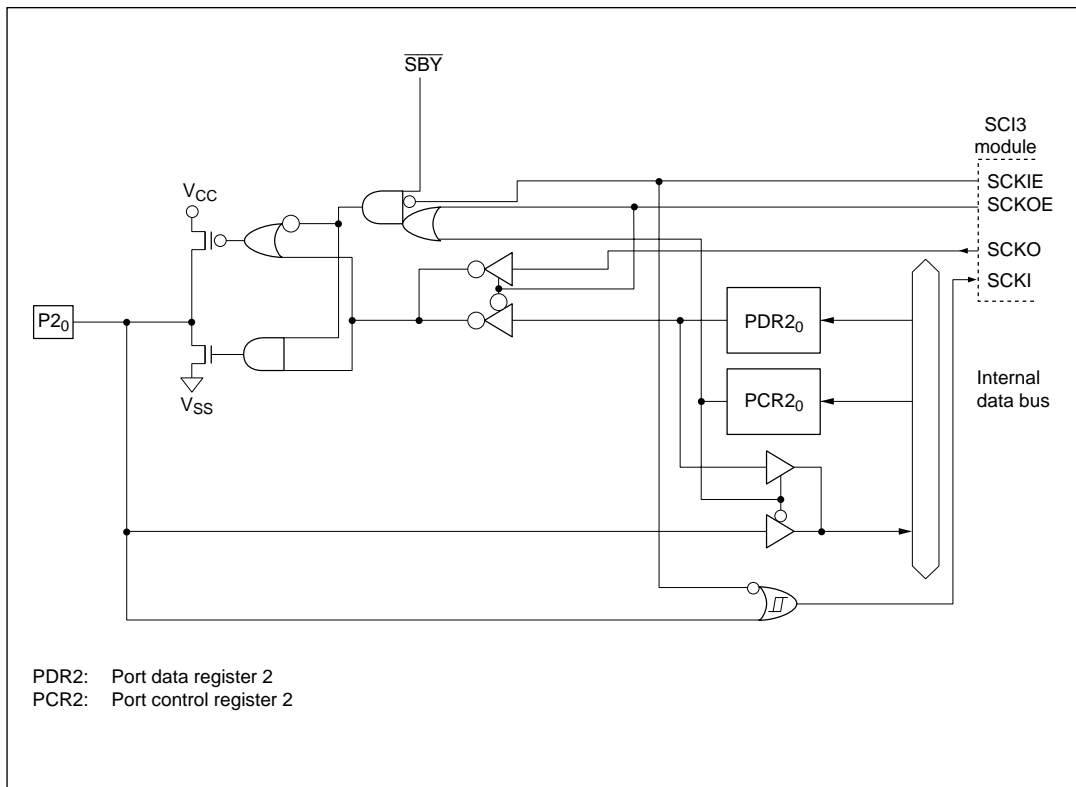 SBY
SCI3
module
VCC
SCKIE
SCKOE
SCKO
SCKI
P20
PDR20
VSS
PCR20
Internal
data bus
PDR2: Port data register 2
PCR2: Port control register 2